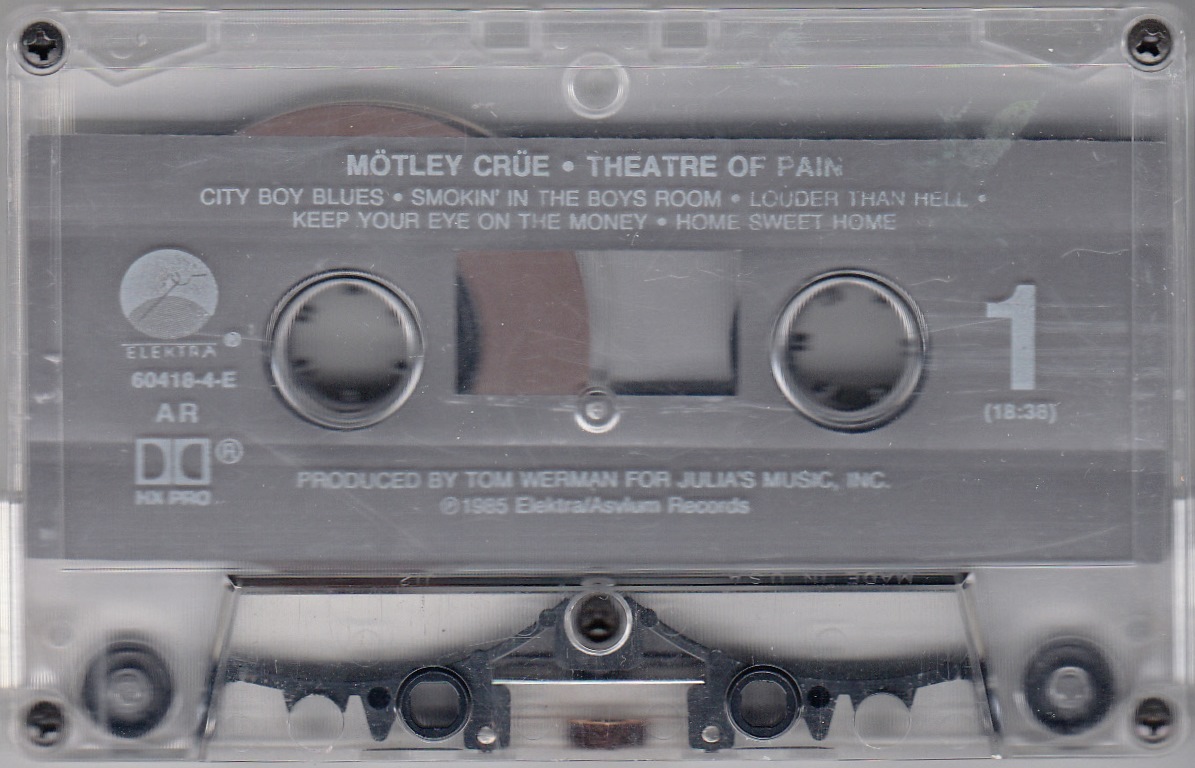 MÖTLEY CRÜE • THEATRE OF PAIN
CITY BOY BLUES • SMOKIN' IN THE BOYS ROOM • LOUDER THAN HELL •
KEEP YOUR EYE ON THE MONEY • HOME SWEET HOME
ELEKTRA ®
60418-4-E
AR
®
HX PRO
1
(18:38)
PRODUCED BY TOM WERMAN FOR JULIA'S MUSIC, INC.
℗1985 Elektra/Asylum Records
MADE IN U.S.A.